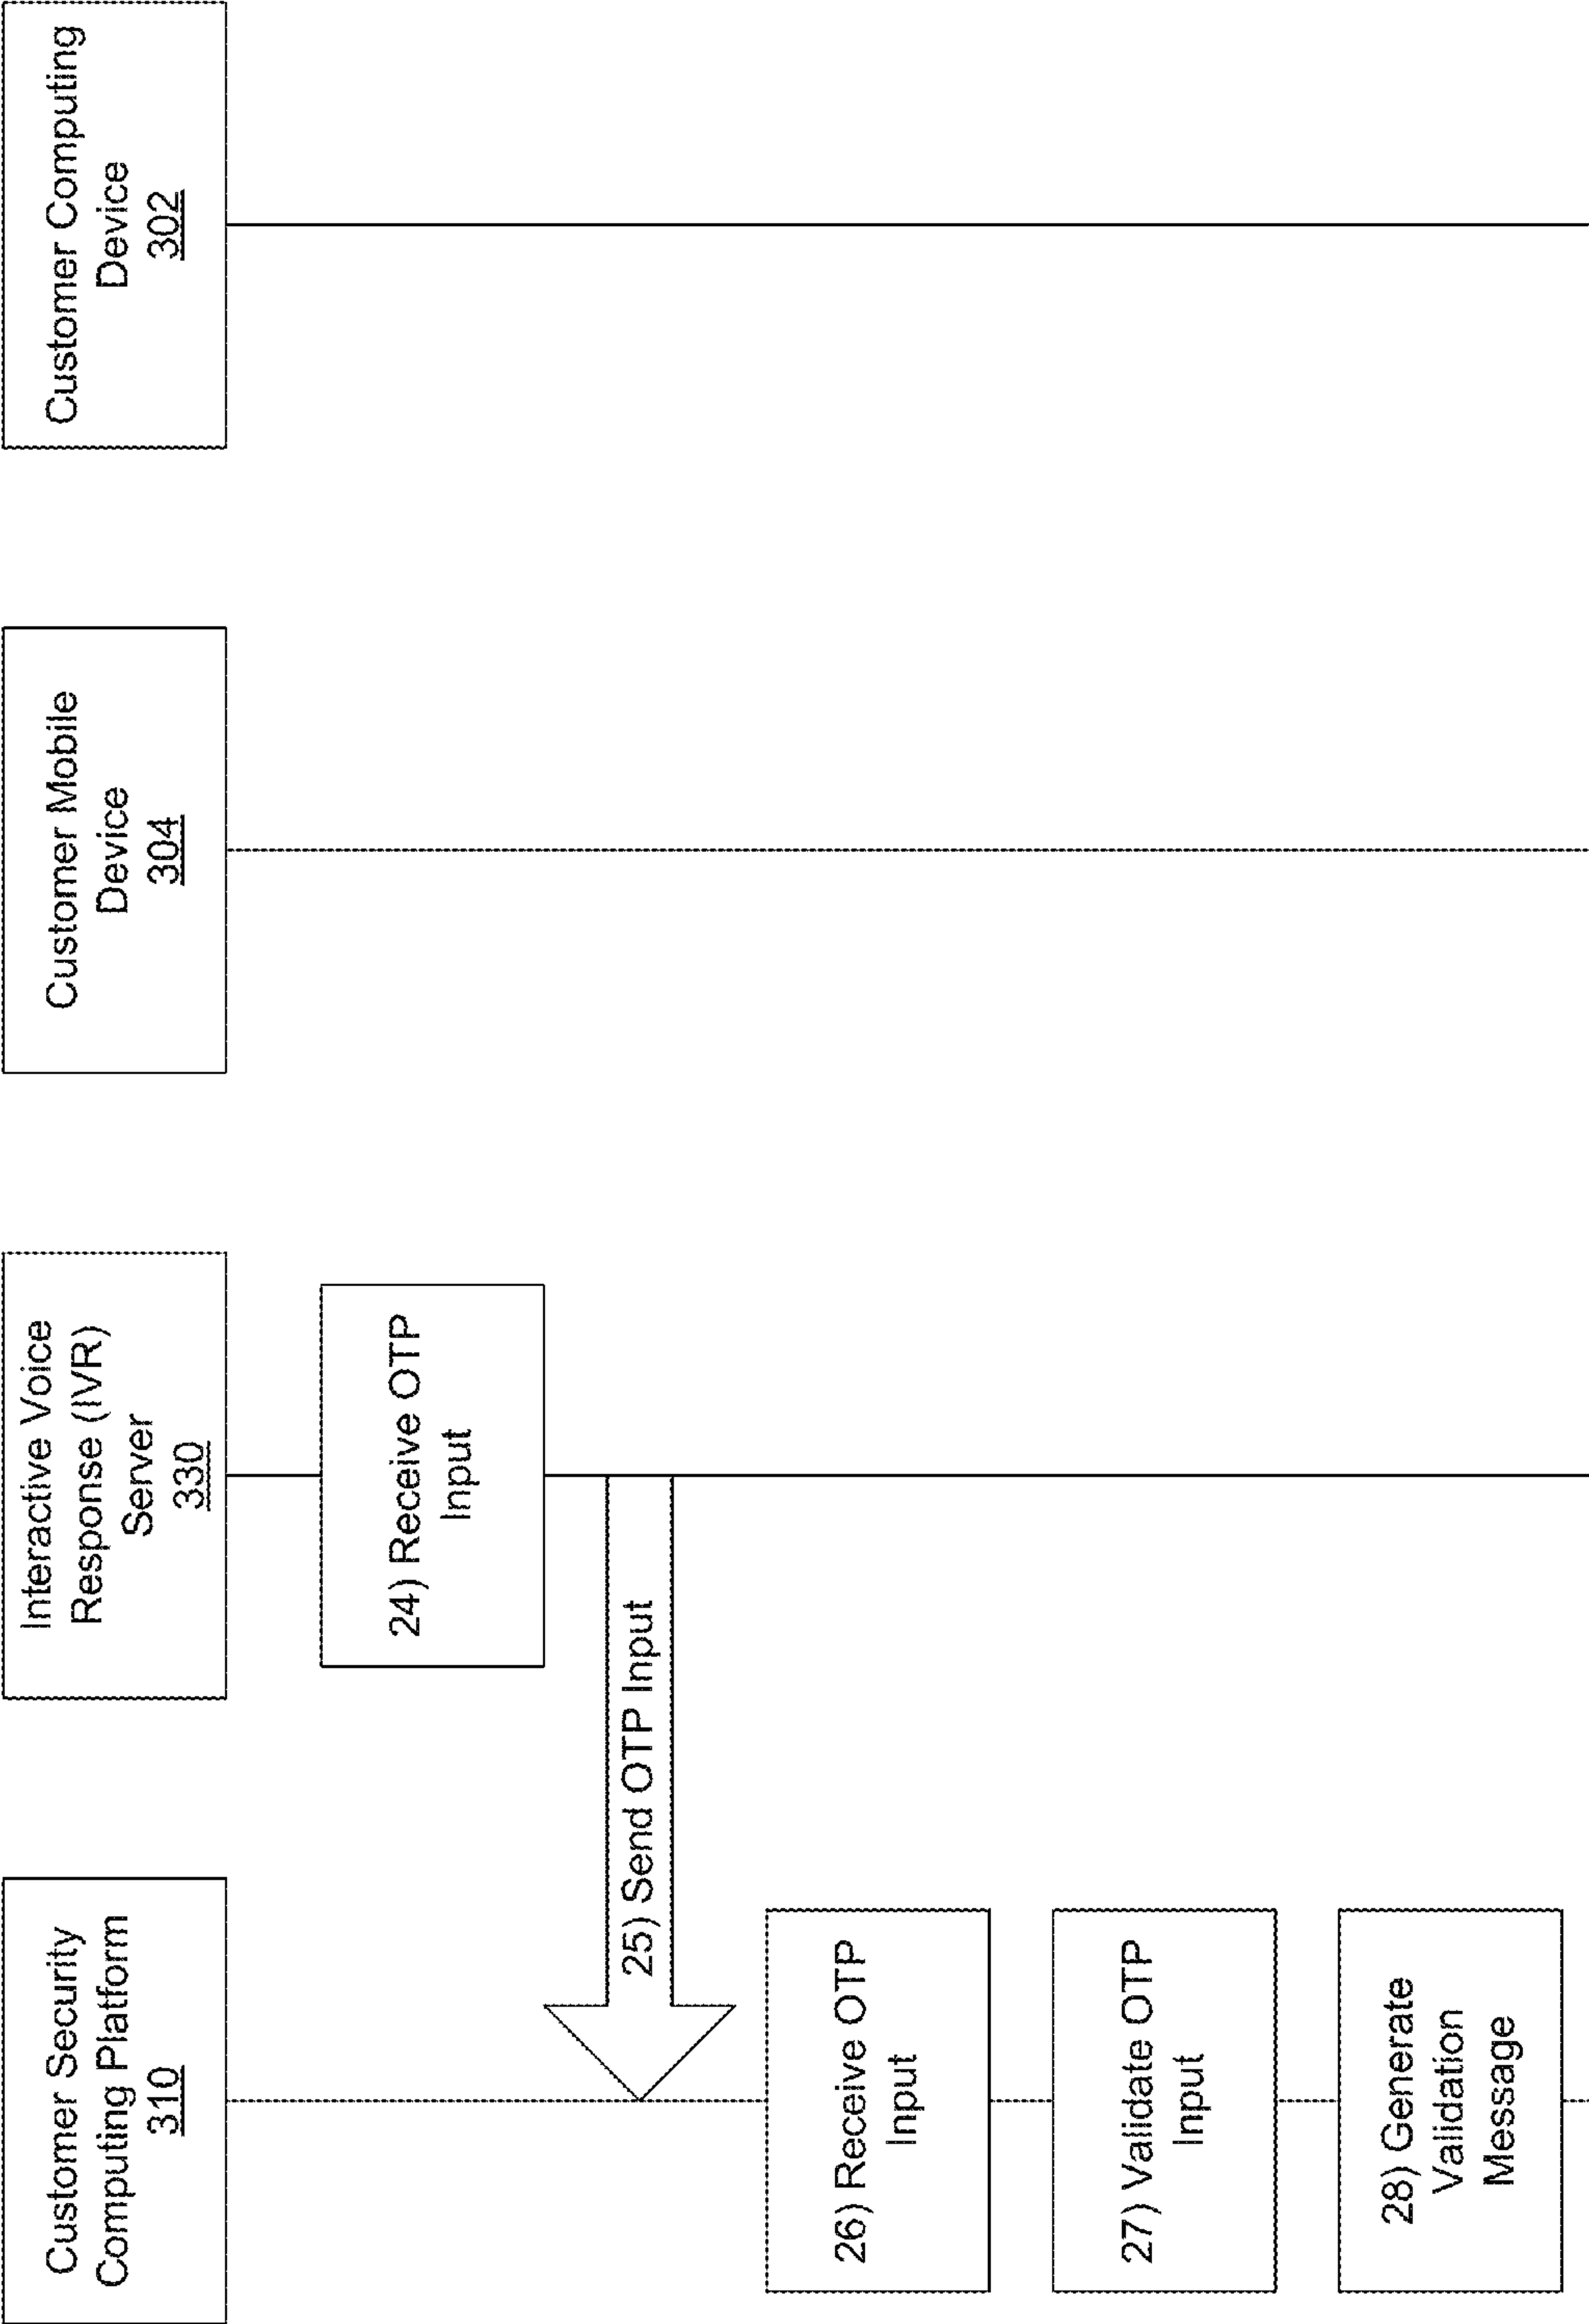 Customer Security
Computing Platform
310
Interactive Voice
Response (IVR)
Server
330
Customer Mobile
Device
304
Customer Computing
Device
302
24) Receive OTP
Input
25) Send OTP Input
26) Receive OTP
Input
27) Validate OTP
Input
28) Generate
Validation
Message